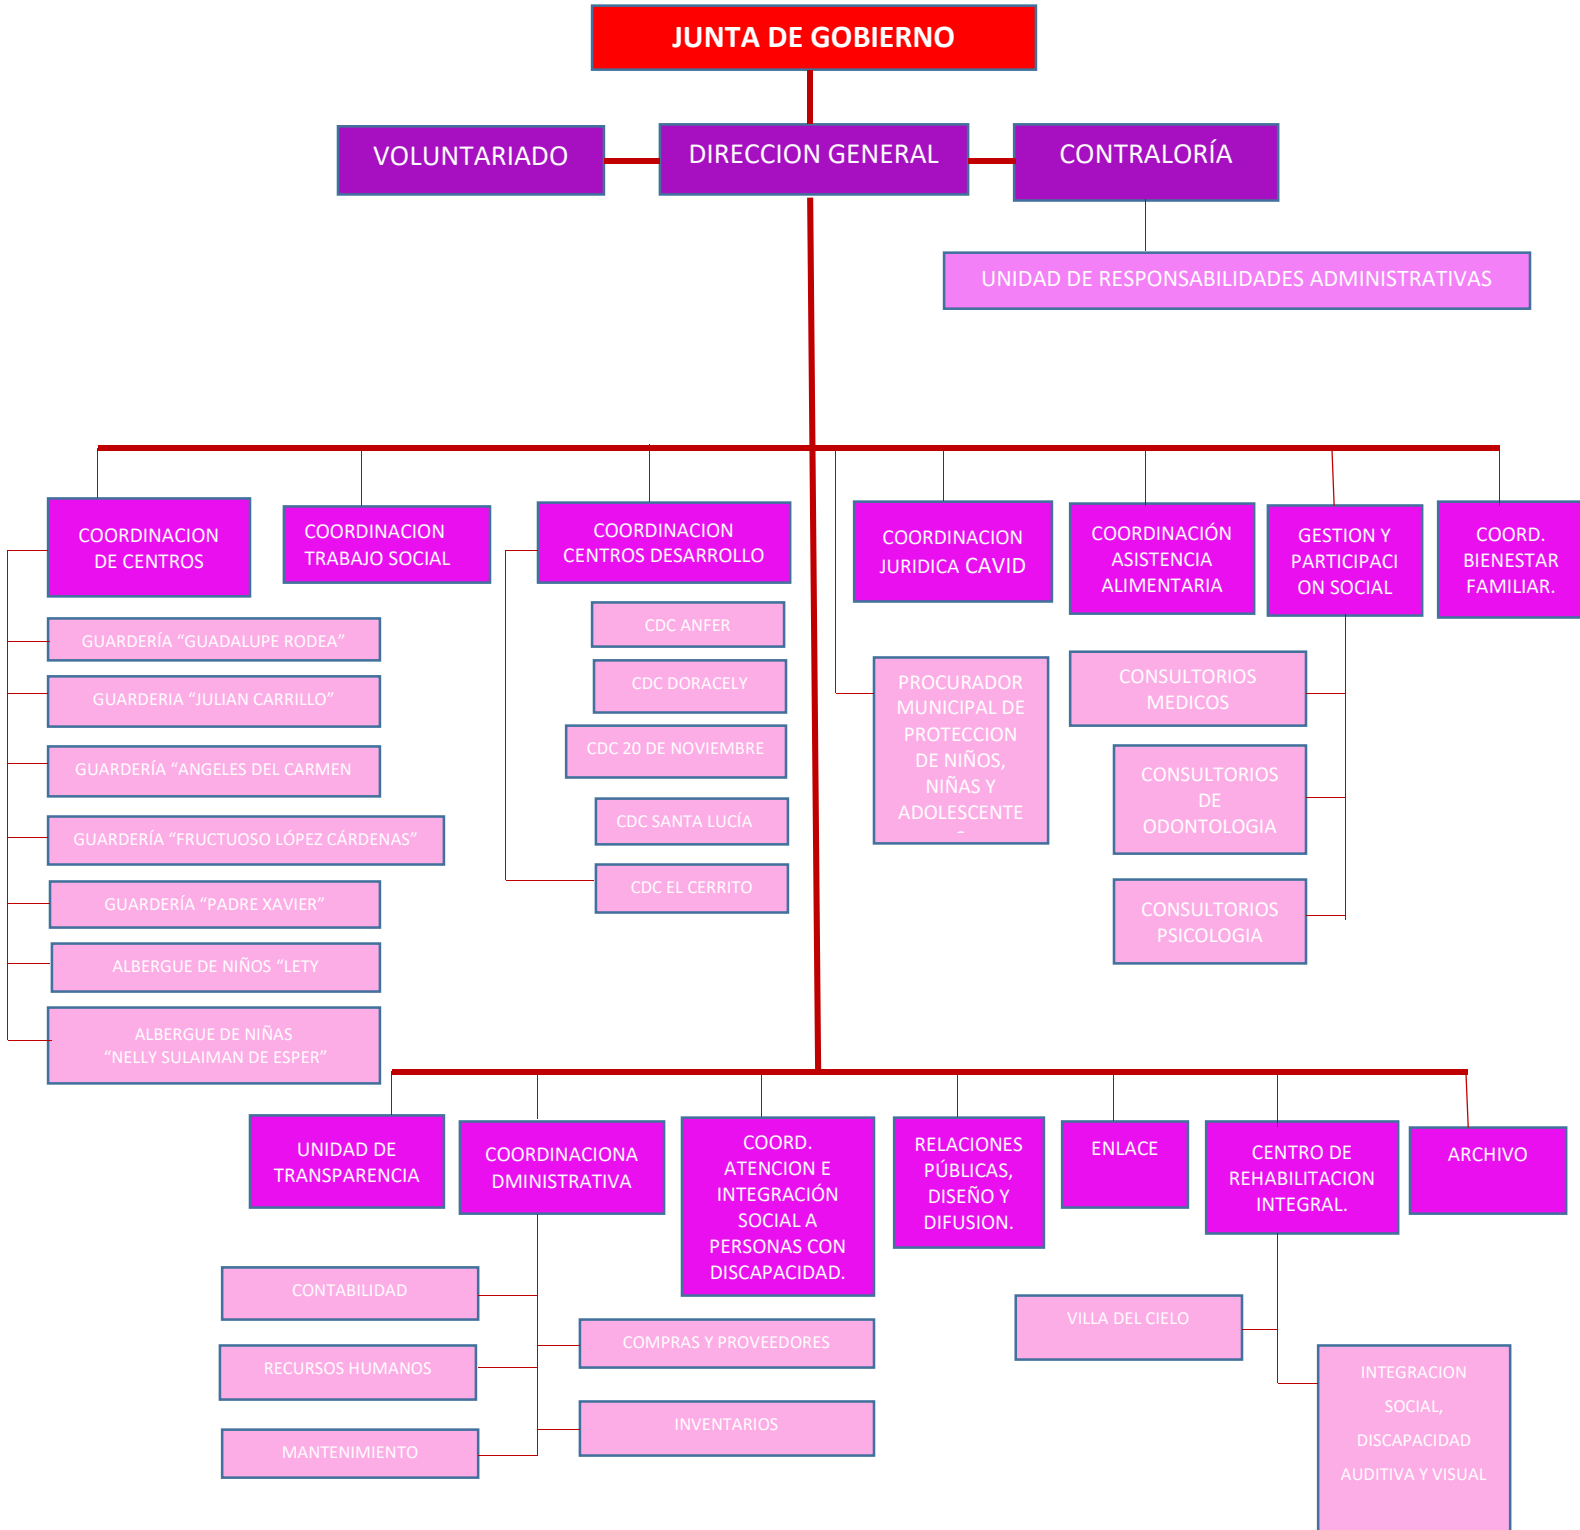 JUNTA DE GOBIERNO
VOLUNTARIADO
DIRECCION GENERAL
CONTRALORÍA
UNIDAD DE RESPONSABILIDADES ADMINISTRATIVAS
COORDINACION
DE CENTROS
COORDINACION
TRABAJO SOCIAL
COORDINACION
CENTROS DESARROLLO
COORDINACION
JURIDICA CAVID
COORDINACIÓN
ASISTENCIA
ALIMENTARIA
GESTION Y
PARTICIPACI
ON SOCIAL
COORD.
BIENESTAR
FAMILIAR.
GUARDERÍA “GUADALUPE RODEA”
GUARDERIA “JULIAN CARRILLO”
GUARDERÍA “ANGELES DEL CARMEN
GUARDERÍA “FRUCTUOSO LÓPEZ CÁRDENAS”
GUARDERÍA “PADRE XAVIER”
ALBERGUE DE NIÑOS “LETY
ALBERGUE DE NIÑAS
“NELLY SULAIMAN DE ESPER”
CDC ANFER
CDC DORACELY
CDC 20 DE NOVIEMBRE
CDC SANTA LUCÍA
CDC EL CERRITO
PROCURADOR
MUNICIPAL DE
PROTECCION
DE NIÑOS,
NIÑAS Y
ADOLESCENTE
CONSULTORIOS
MEDICOS
CONSULTORIOS
DE
ODONTOLOGIA
CONSULTORIOS
PSICOLOGIA
UNIDAD DE
TRANSPARENCIA
COORDINACIONA
DMINISTRATIVA
COORD.
ATENCION E
INTEGRACIÓN
SOCIAL A
PERSONAS CON
DISCAPACIDAD.
RELACIONES
PÚBLICAS,
DISEÑO Y
DIFUSION.
ENLACE
CENTRO DE
REHABILITACION
INTEGRAL.
ARCHIVO
CONTABILIDAD
RECURSOS HUMANOS
MANTENIMIENTO
COMPRAS Y PROVEEDORES
INVENTARIOS
VILLA DEL CIELO
INTEGRACION
SOCIAL,
DISCAPACIDAD
AUDITIVA Y VISUAL